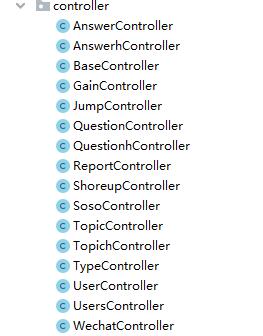 controller
C AnswerController
C AnswerhController
C BaseController
C GainController
C JumpController
C QuestionController
C QuestionhController
C ReportController
C ShoreupController
C SosoController
C TopicController
C TopichController
C TypeController
C UserController
C UsersController
C WechatController